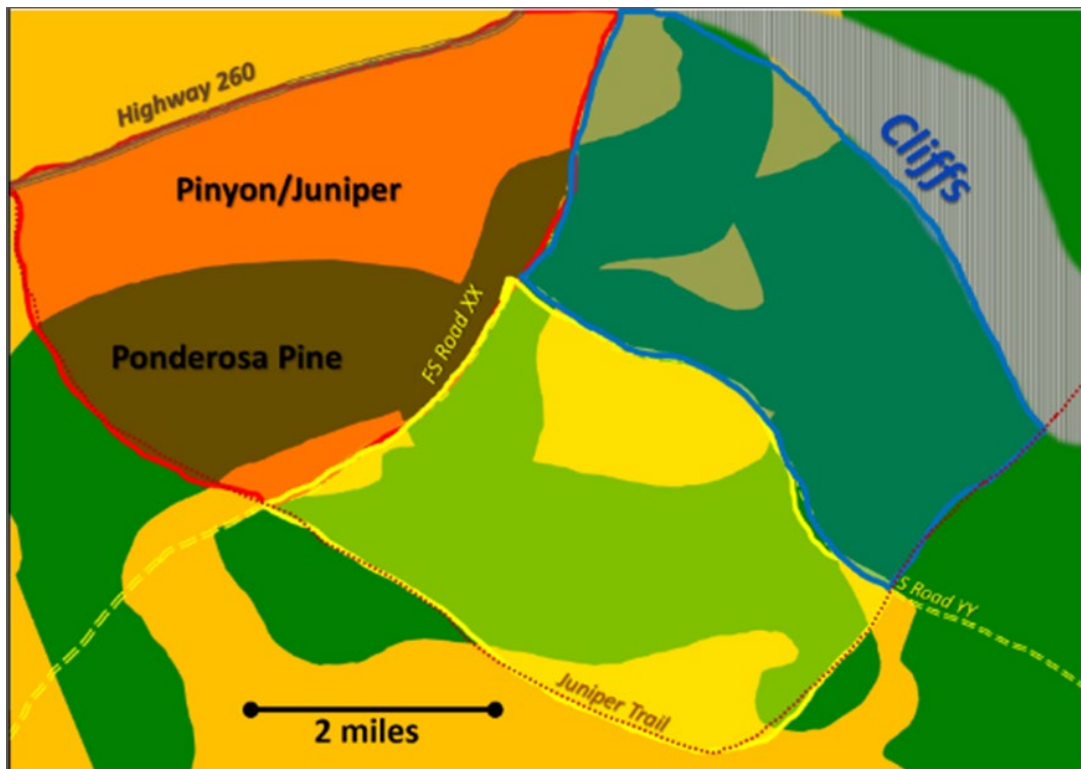 Highway 260
Cliffs
Pinyon/Juniper
FS Road XX
Ponderosa Pine
S Road YY
Juniper Trail
2 miles